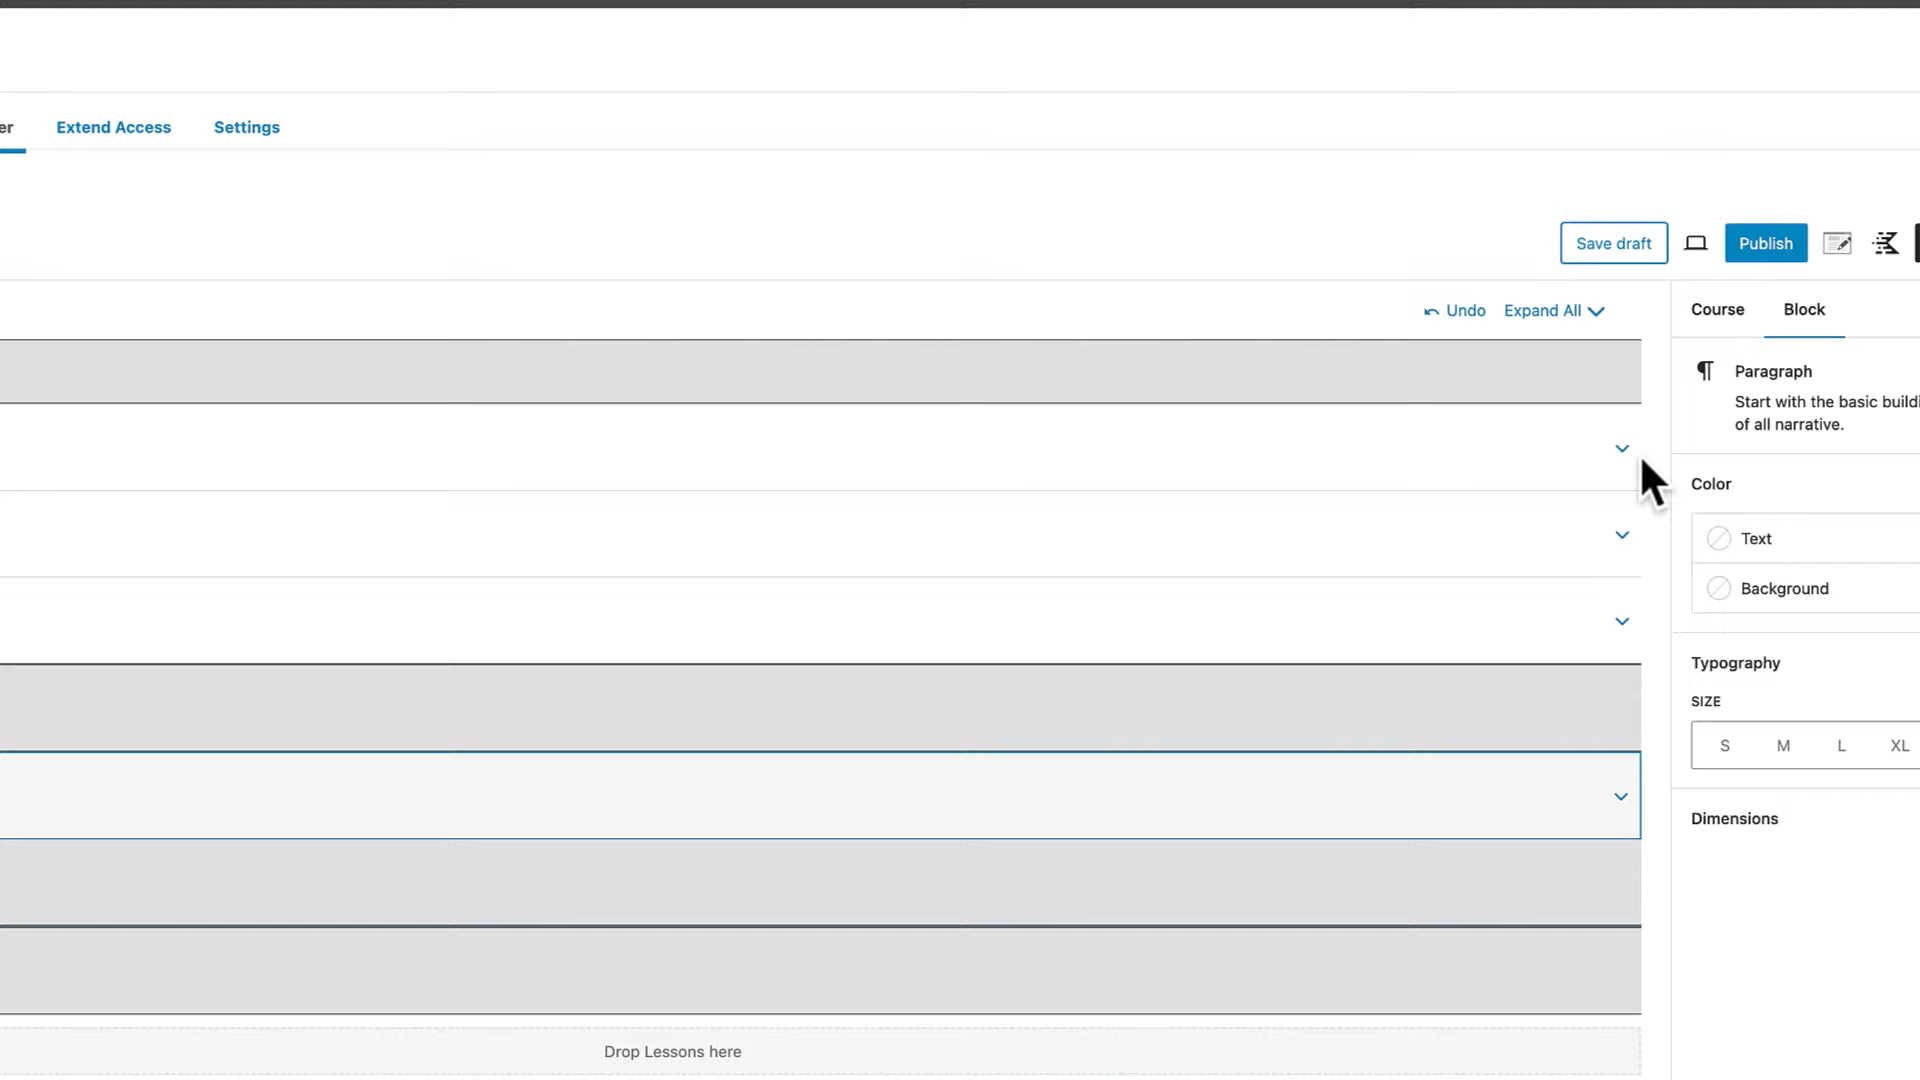 er Extend Access Settings
Save draft Publish
Undo Expand All
Course Block
Paragraph
Start with the basic buildi
of all narrative.
Color
Text
Background
Typography
SIZE
S M L XL
Dimensions
Drop Lessons here